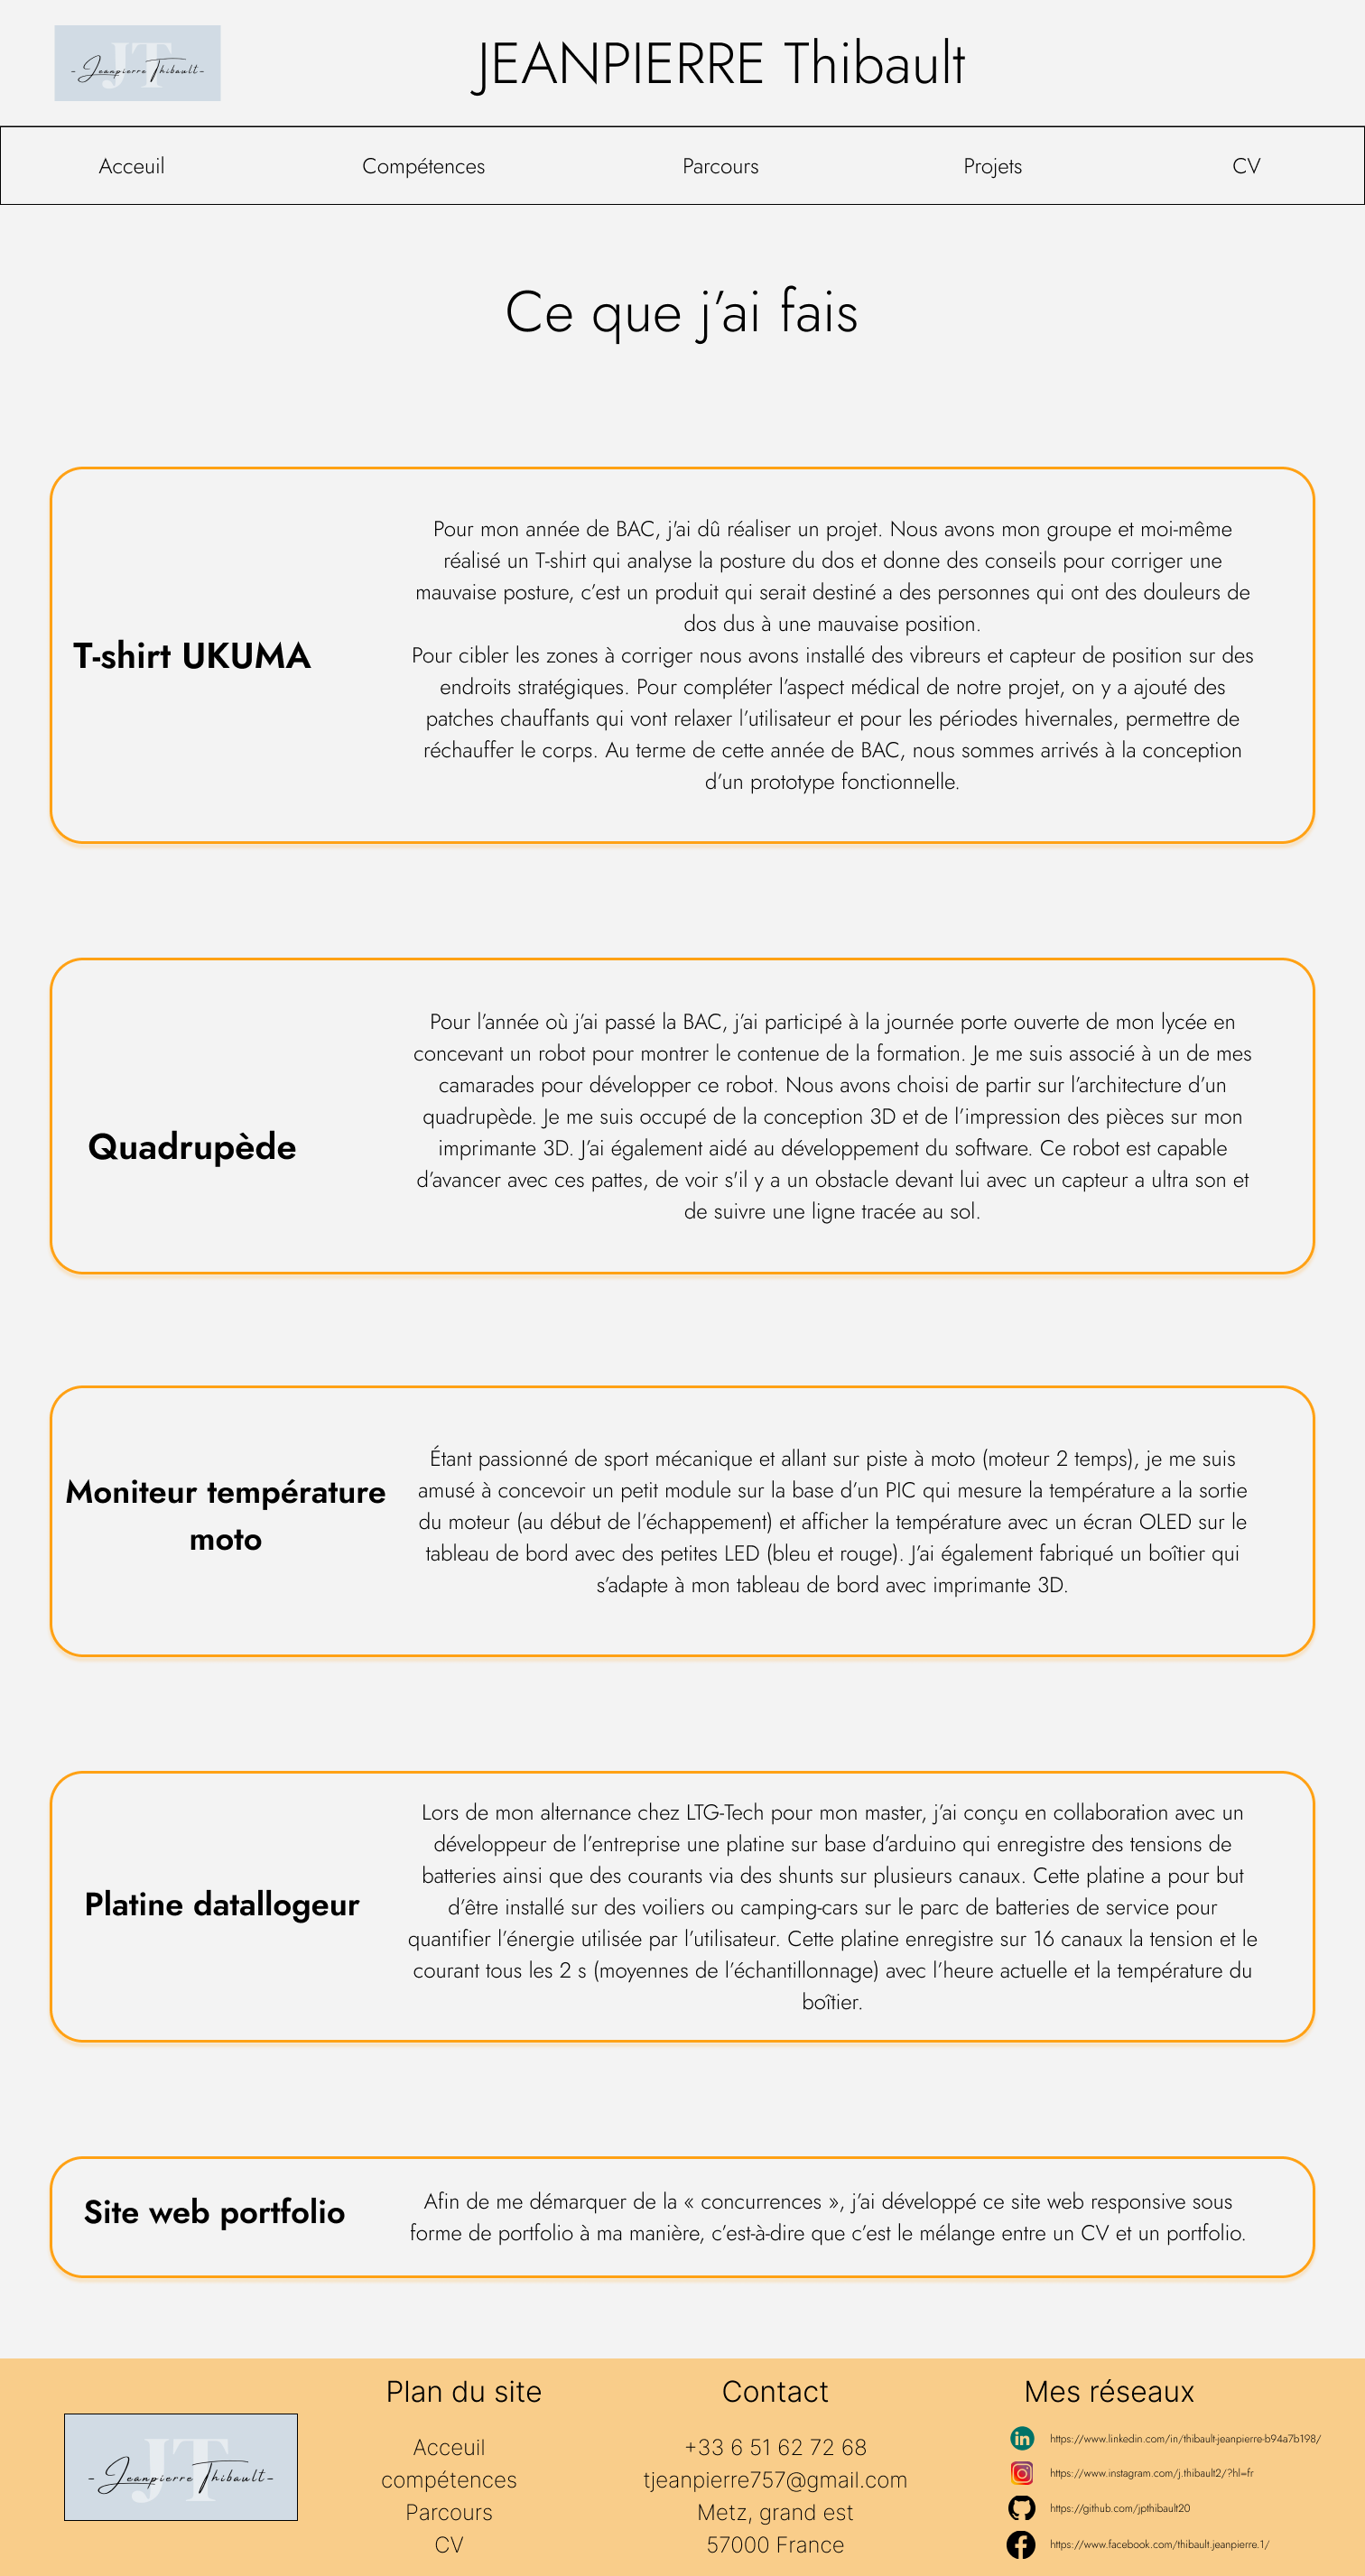 JT
- Jeanpierre Thibault -
JEANPIERRE Thibault
Acceuil
Compétences
Parcours
Projets
CV
Ce que j’ai fais
T-shirt UKUMA
Pour mon année de BAC, j'ai dû réaliser un projet. Nous avons mon groupe et moi-même
réalisé un T-shirt qui analyse la posture du dos et donne des conseils pour corriger une
mauvaise posture, c’est un produit qui serait destiné a des personnes qui ont des douleurs de
dos dus à une mauvaise position.
Pour cibler les zones à corriger nous avons installé des vibreurs et capteur de position sur des
endroits stratégiques. Pour compléter l’aspect médical de notre projet, on y a ajouté des
patches chauffants qui vont relaxer l’utilisateur et pour les périodes hivernales, permettre de
réchauffer le corps. Au terme de cette année de BAC, nous sommes arrivés à la conception
d’un prototype fonctionnelle.
Quadrupède
Pour l’année où j’ai passé la BAC, j’ai participé à la journée porte ouverte de mon lycée en
concevant un robot pour montrer le contenue de la formation. Je me suis associé à un de mes
camarades pour développer ce robot. Nous avons choisi de partir sur l’architecture d’un
quadrupède. Je me suis occupé de la conception 3D et de l’impression des pièces sur mon
imprimante 3D. J’ai également aidé au développement du software. Ce robot est capable
d’avancer avec ces pattes, de voir s'il y a un obstacle devant lui avec un capteur a ultra son et
de suivre une ligne tracée au sol.
Moniteur température
moto
Étant passionné de sport mécanique et allant sur piste à moto (moteur 2 temps), je me suis
amusé à concevoir un petit module sur la base d’un PIC qui mesure la température a la sortie
du moteur (au début de l’échappement) et afficher la température avec un écran OLED sur le
tableau de bord avec des petites LED (bleu et rouge). J’ai également fabriqué un boîtier qui
s’adapte à mon tableau de bord avec imprimante 3D.
Platine datallogeur
Lors de mon alternance chez LTG-Tech pour mon master, j’ai conçu en collaboration avec un
développeur de l’entreprise une platine sur base d’arduino qui enregistre des tensions de
batteries ainsi que des courants via des shunts sur plusieurs canaux. Cette platine a pour but
d’être installé sur des voiliers ou camping-cars sur le parc de batteries de service pour
quantifier l’énergie utilisée par l’utilisateur. Cette platine enregistre sur 16 canaux la tension et le
courant tous les 2 s (moyennes de l’échantillonnage) avec l’heure actuelle et la température du
boîtier.
Site web portfolio
Afin de me démarquer de la « concurrences », j’ai développé ce site web responsive sous
forme de portfolio à ma manière, c’est-à-dire que c’est le mélange entre un CV et un portfolio.
JT
- Jeanpierre Thibault -
Plan du site
Acceuil
compétences
Parcours
CV
Contact
+33 6 51 62 72 68
tjeanpierre757@gmail.com
Metz, grand est
57000 France
Mes réseaux
https://www.linkedin.com/in/thibault-jeanpierre-b94a7b198/
https://www.instagram.com/j.thibault2/?hl=fr
https://github.com/jpthibault20
https://www.facebook.com/thibault.jeanpierre.1/